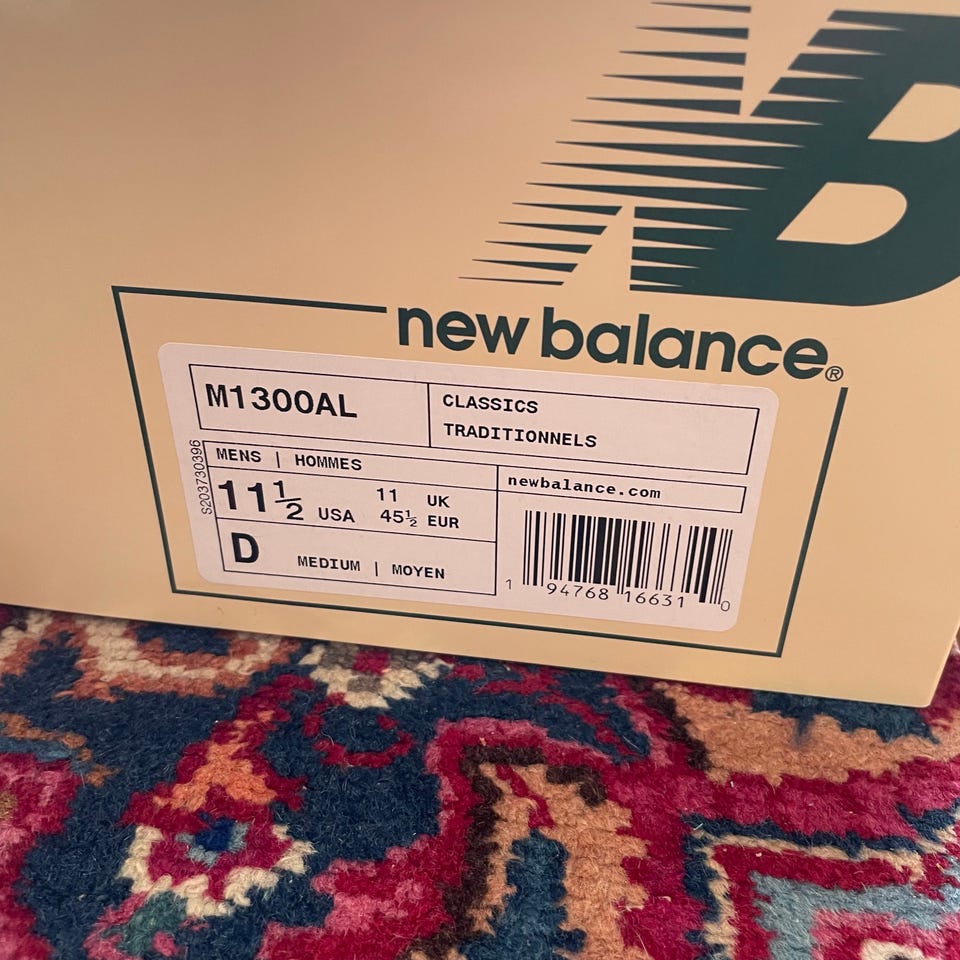 NB
new balance®
M1300AL
CLASSICS
TRADITIONNELS
S203730396
MENS | HOMMES
11½ USA
11 UK
45½ EUR
D MEDIUM | MOYEN
newbalance.com
1 94768 16631 0